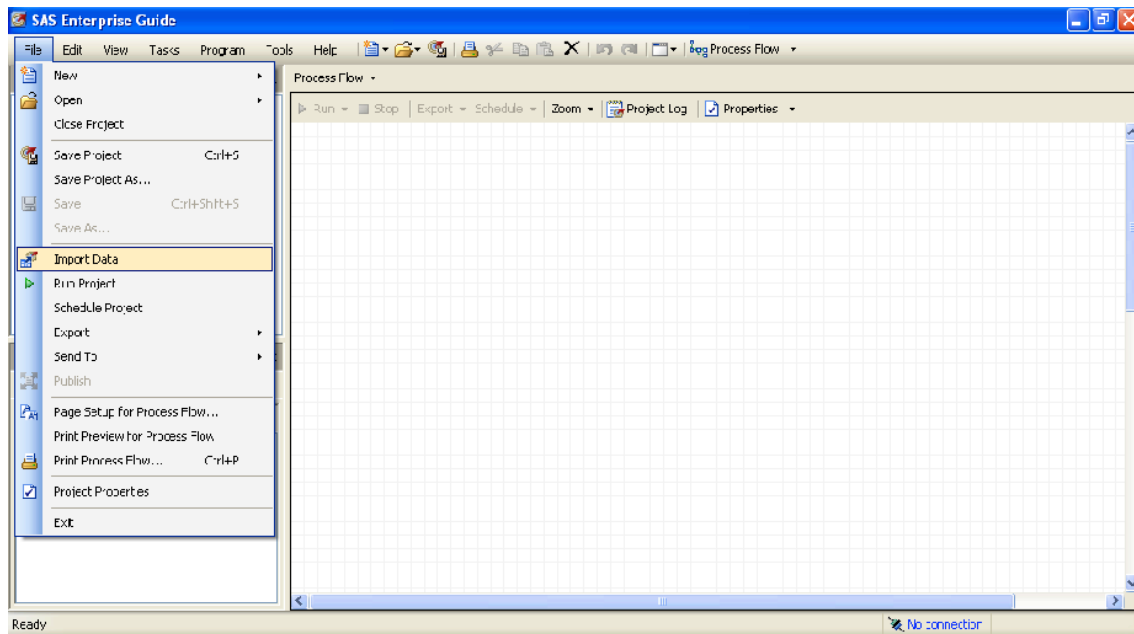 SAS Enterprise Guide
File Edit View Tasks Program Tools Help Process Flow
New
Open
Close Project
Save Project Ctrl+S
Save Project As...
Save Ctrl+Shift+S
Save As...
Import Data
Run Project
Schedule Project
Export
Send To
Publish
Page Setup for Process Flow...
Print Preview for Process Flow
Print Process Flow... Ctrl+P
Project Properties
Exit
Process Flow
Run Stop Export Schedule Zoom Project Log Properties
Ready No connection